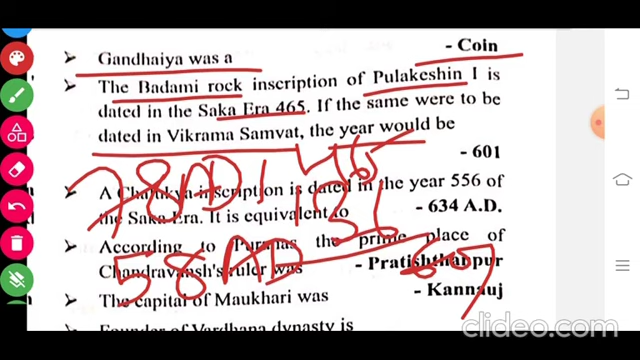 ➤ Gandhaiya was a - Coin
➤ The Badami rock inscription of Pulakeshin I is
dated in the Saka Era 465. If the same were to be
dated in Vikrama Samvat, the year would be
- 601
78 AD 465
➤ A Chalukya inscription is dated in the year 556 of
136
the Saka Era. It is equivalent to - 634 A.D.
➤ According to Puranas the prime place of
58 AD
Chandravansh's ruler was - Pratishthanpur
➤ The capital of Maukhari was - Kannauj
Founder of Vardhana dynasty is
clideo.com